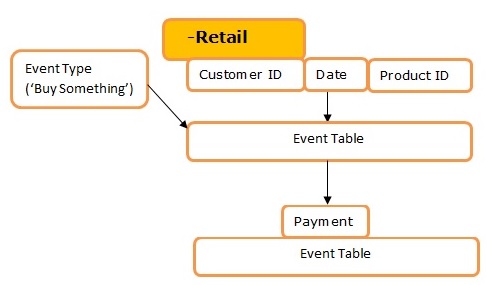 -Retail
Event Type
(‘Buy Something’)
Customer ID
Date
Product ID
Event Table
Payment
Event Table